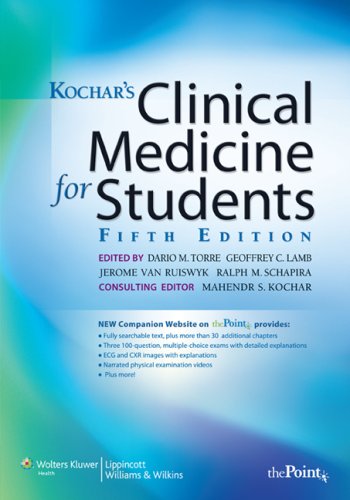 KOCHAR'S
Clinical
Medicine
for Students
FIFTH EDITION
EDITED BY DARIO M. TORRE GEOFFREY C. LAMB
JEROME VAN RUISWYK RALPH M. SCHAPIRA
CONSULTING EDITOR MAHENDR S. KOCHAR
NEW Companion Website on thePoint provides:
• Fully searchable text, plus more than 30 additional chapters
• Three 100 question, multiple-choice exams with detailed explanations
• ECG and CXR images with explanations
• Narrated physical examination videos
• Plus more!
Wolters Kluwer
Health
Lippincott
Williams & Wilkins
thePoint